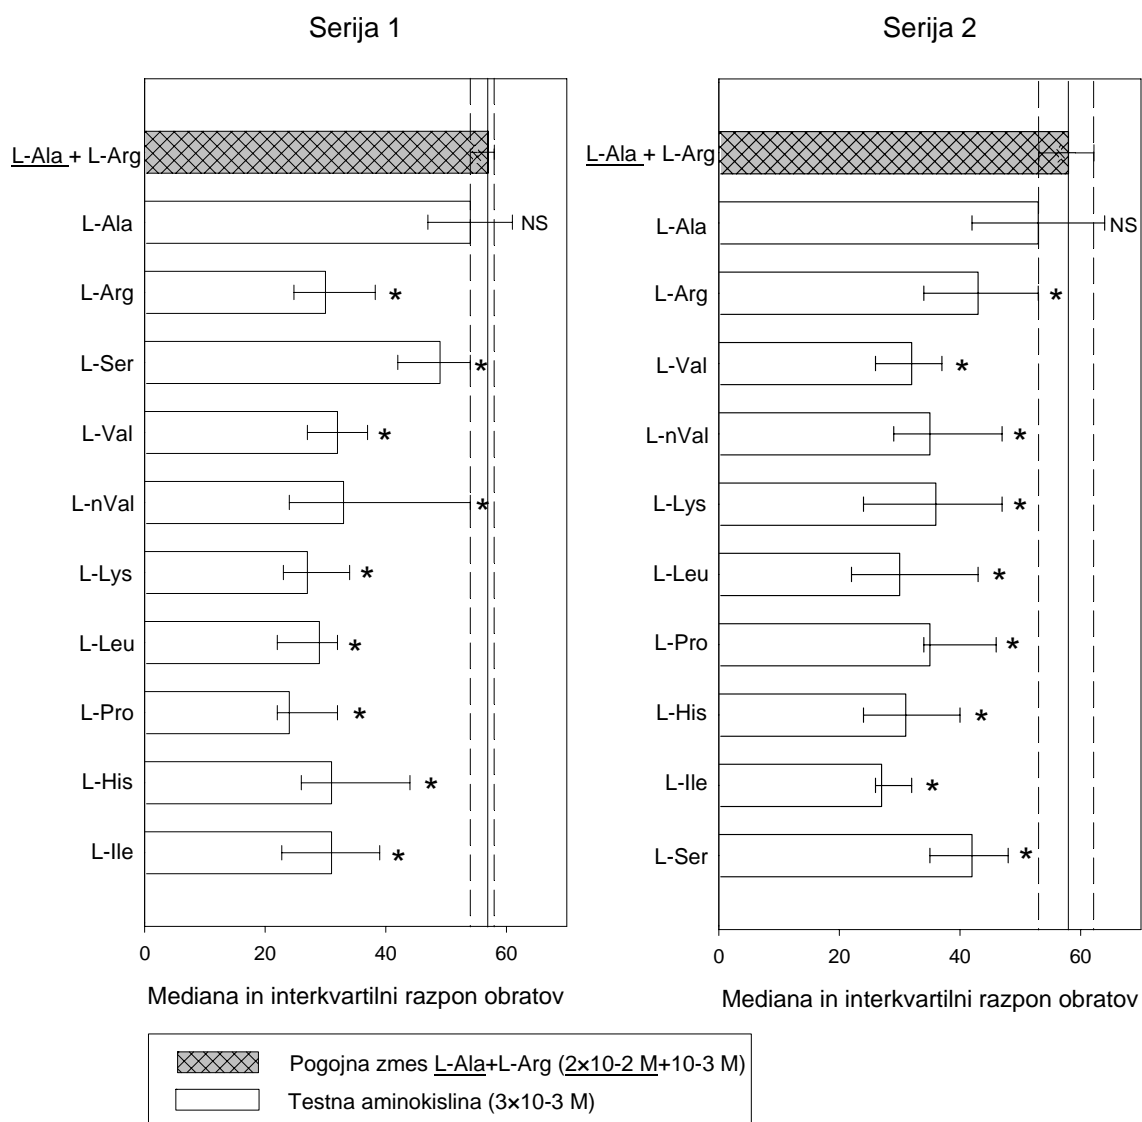 Serija 1
L-Ala + L-Arg
L-Ala
NS
L-Arg
*
L-Ser
*
L-Val
*
L-nVal
*
L-Lys
*
L-Leu
*
L-Pro
*
L-His
*
L-Ile
*
0 20 40 60
Mediana in interkvartilni razpon obratov
Serija 2
L-Ala + L-Arg
L-Ala
NS
L-Arg
*
L-Val
*
L-nVal
*
L-Lys
*
L-Leu
*
L-Pro
*
L-His
*
L-Ile
*
L-Ser
*
0 20 40 60
Mediana in interkvartilni razpon obratov
Pogojna zmes L-Ala+L-Arg (2×10-2 M+10-3 M)
Testna aminokislina (3×10-3 M)